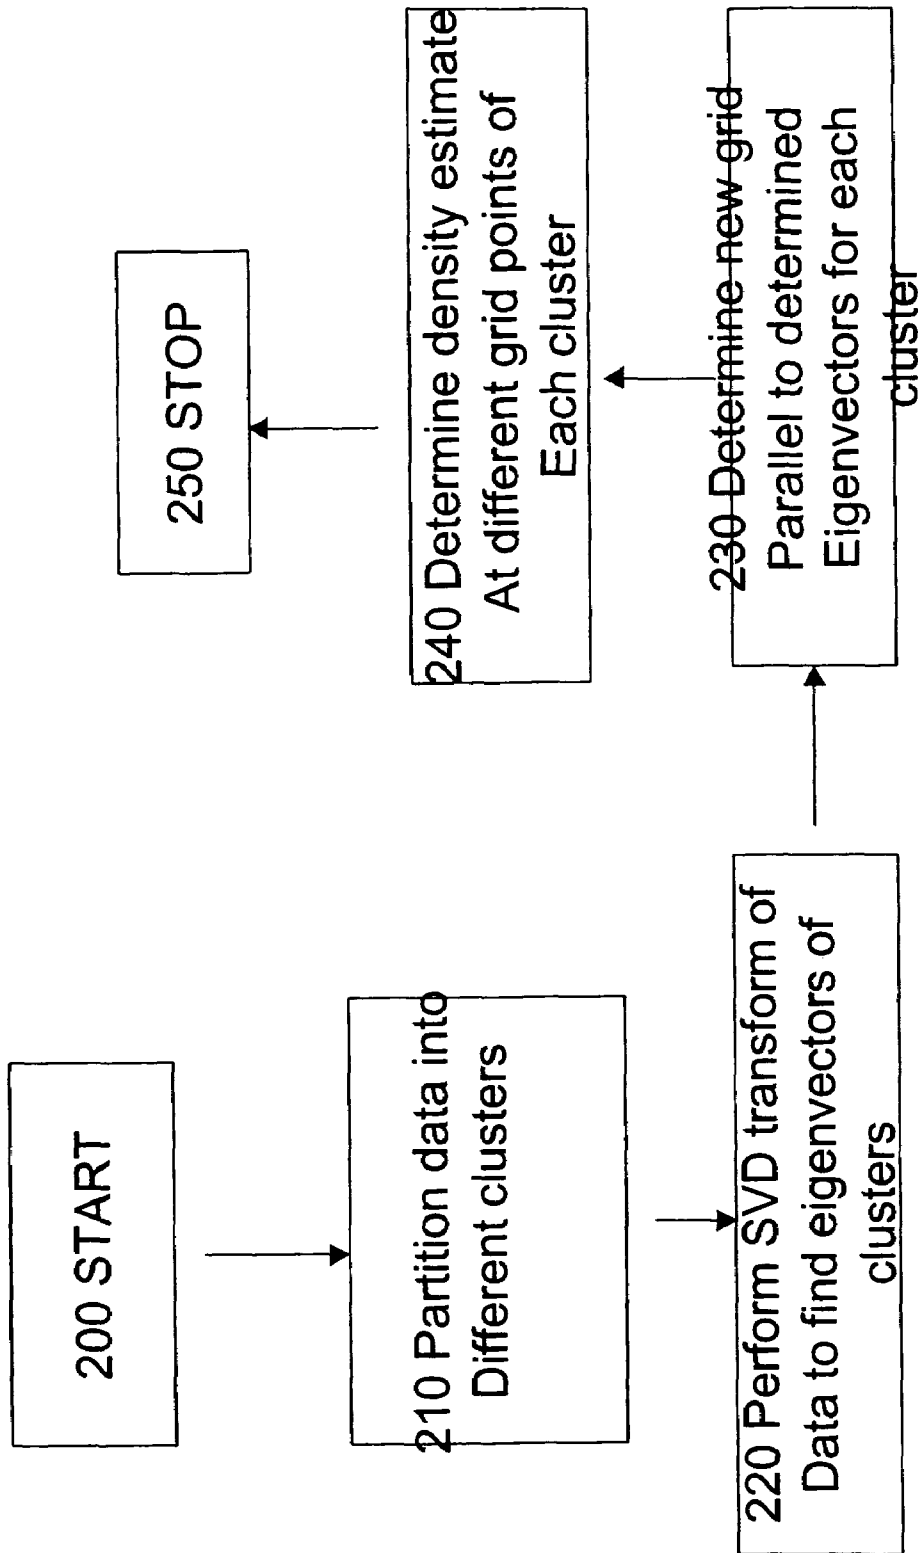 200 START
210 Partition data into
Different clusters
220 Perform SVD transform of
Data to find eigenvectors of
clusters
230 Determine new grid
Parallel to determined
Eigenvectors for each
cluster
240 Determine density estimate
At different grid points of
Each cluster
250 STOP